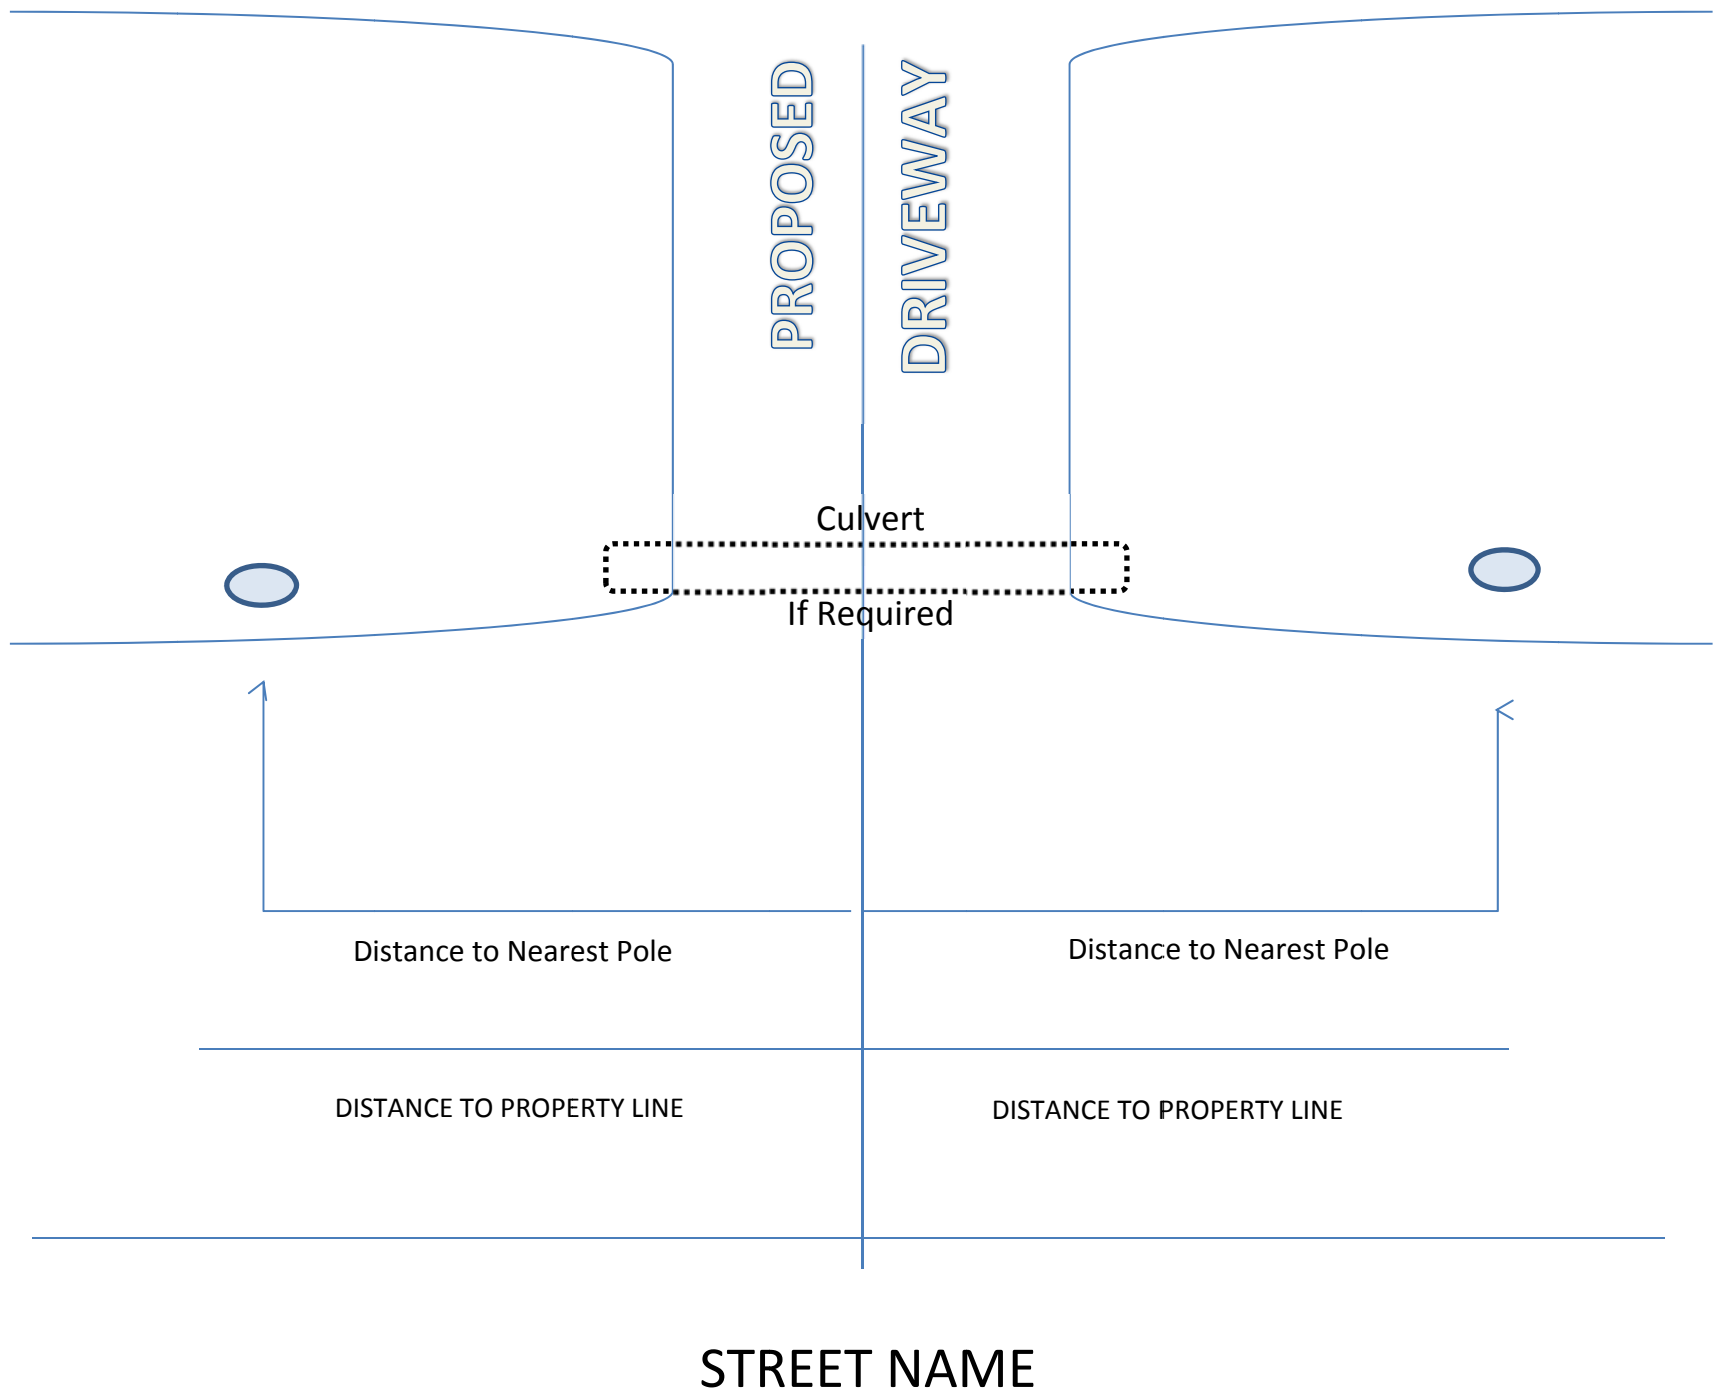 PROPOSED
DRIVEWAY
Culvert
If Required
Distance to Nearest Pole
Distance to Nearest Pole
DISTANCE TO PROPERTY LINE
DISTANCE TO PROPERTY LINE
STREET NAME